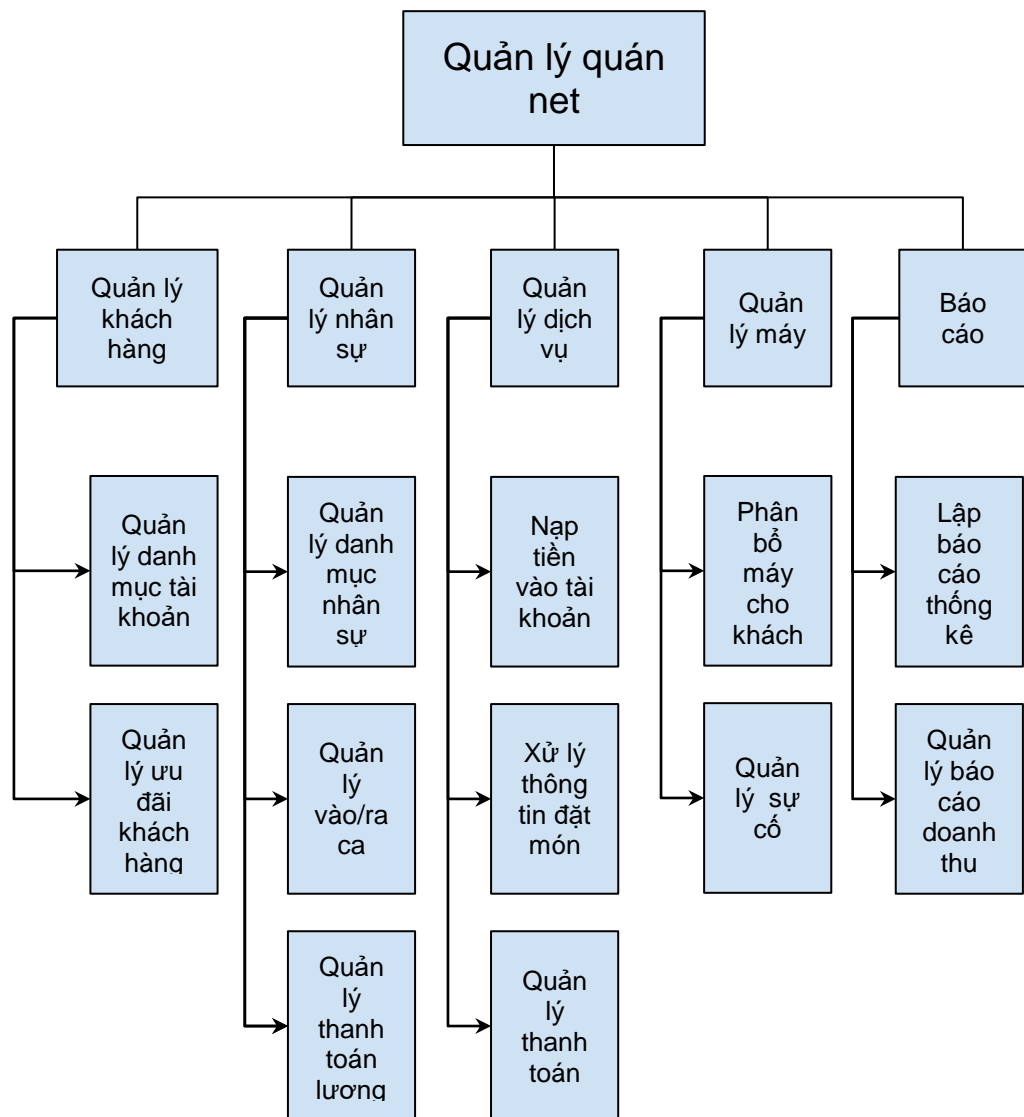 Quản lý quán
net
Quản lý
khách
hàng
Quản
lý nhân
sự
Quản
lý dịch
vụ
Quản
lý máy
Báo
cáo
Quản
lý danh
mục tài
khoản
Quản
lý danh
mục
nhân
sự
Nạp
tiền
vào tài
khoản
Phân
bổ
máy
cho
khách
Lập
báo
cáo
thống
kê
Quản
lý ưu
đãi
khách
hàng
Quản
lý
vào/ra
ca
Xử lý
thông
tin đặt
món
Quản
lý sự
cố
Quản
lý báo
cáo
doanh
thu
Quản
lý
thanh
toán
lương
Quản
lý
thanh
toán